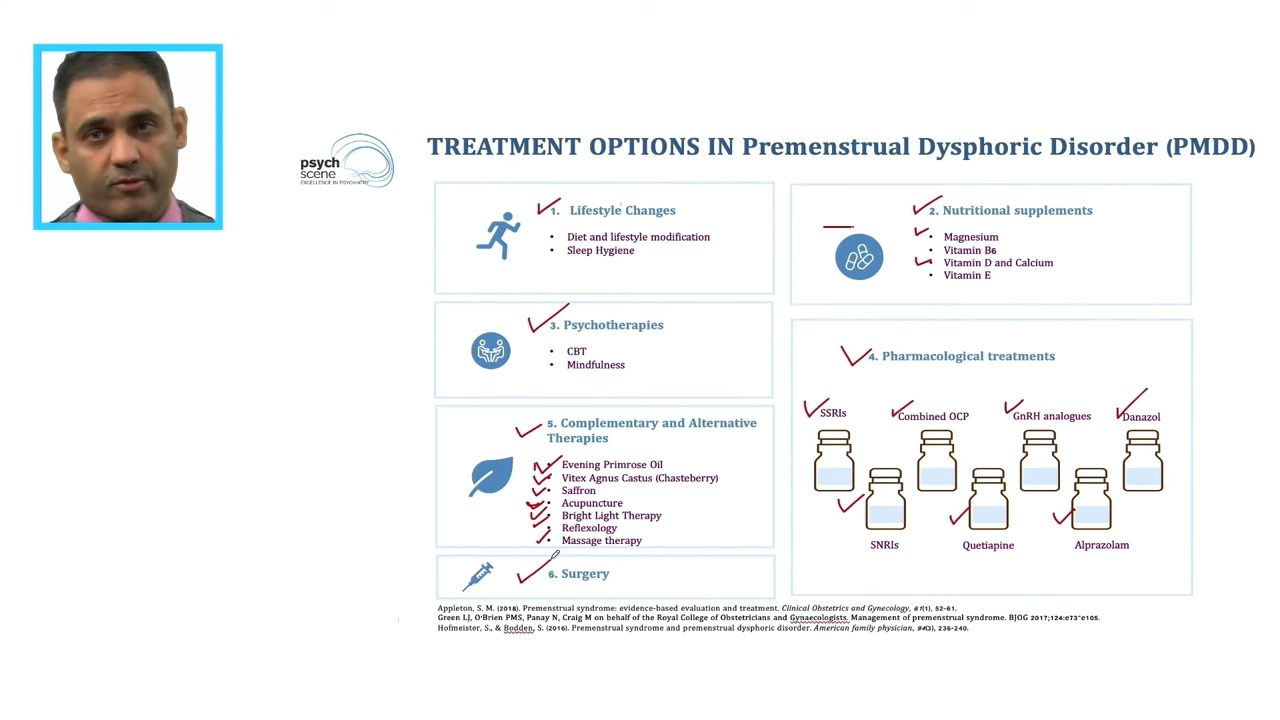 psych
scene
EXCELLENCE IN PSYCHIATRY
TREATMENT OPTIONS IN Premenstrual Dysphoric Disorder (PMDD)
1. Lifestyle Changes
• Diet and lifestyle modification
• Sleep Hygiene
2. Nutritional supplements
• Magnesium
• Vitamin B6
• Vitamin D and Calcium
• Vitamin E
3. Psychotherapies
• CBT
• Mindfulness
4. Pharmacological treatments
SSRIs
Combined OCP
GnRH analogues
Danazol
SNRIs
Quetiapine
Alprazolam
5. Complementary and Alternative
Therapies
• Evening Primrose Oil
• Vitex Agnus Castus (Chasteberry)
• Saffron
• Acupuncture
• Bright Light Therapy
• Reflexology
• Massage therapy
6. Surgery
Appleton, S. M. (2018). Premenstrual syndrome: evidence-based evaluation and treatment. Clinical Obstetrics and Gynecology, 61(1), 52-61.
Green LJ, O'Brien PMS, Panay N, Craig M on behalf of the Royal College of Obstetricians and Gynaecologists. Management of premenstrual syndrome. BJOG 2017;124:e73~e105.
Hofmeister, S., & Bodden, S. (2016). Premenstrual syndrome and premenstrual dysphoric disorder. American family physician, 94(3), 236-240.